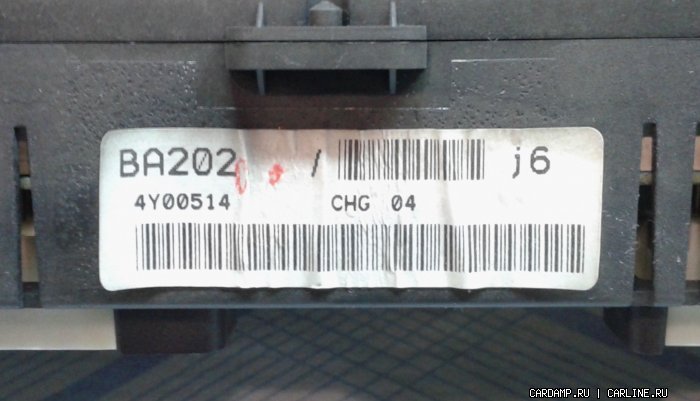 BA202 / j6
4Y00514 CHG 04
CARDAMP.RU | CARLINE.RU